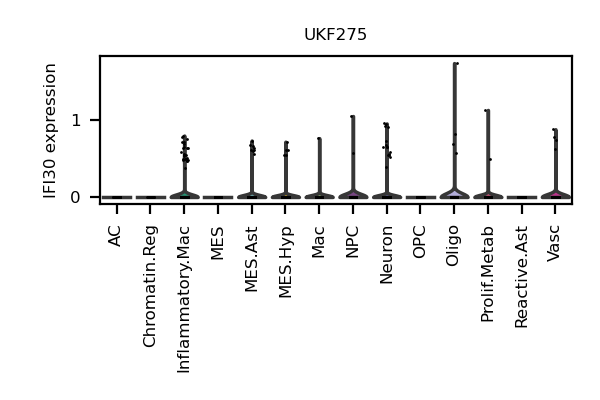 UKF275
IFI30 expression
1
0
AC
Chromatin.Reg
Inflammatory.Mac
MES
MES.Ast
MES.Hyp
Mac
NPC
Neuron
OPC
Oligo
Prolif.Metab
Reactive.Ast
Vasc